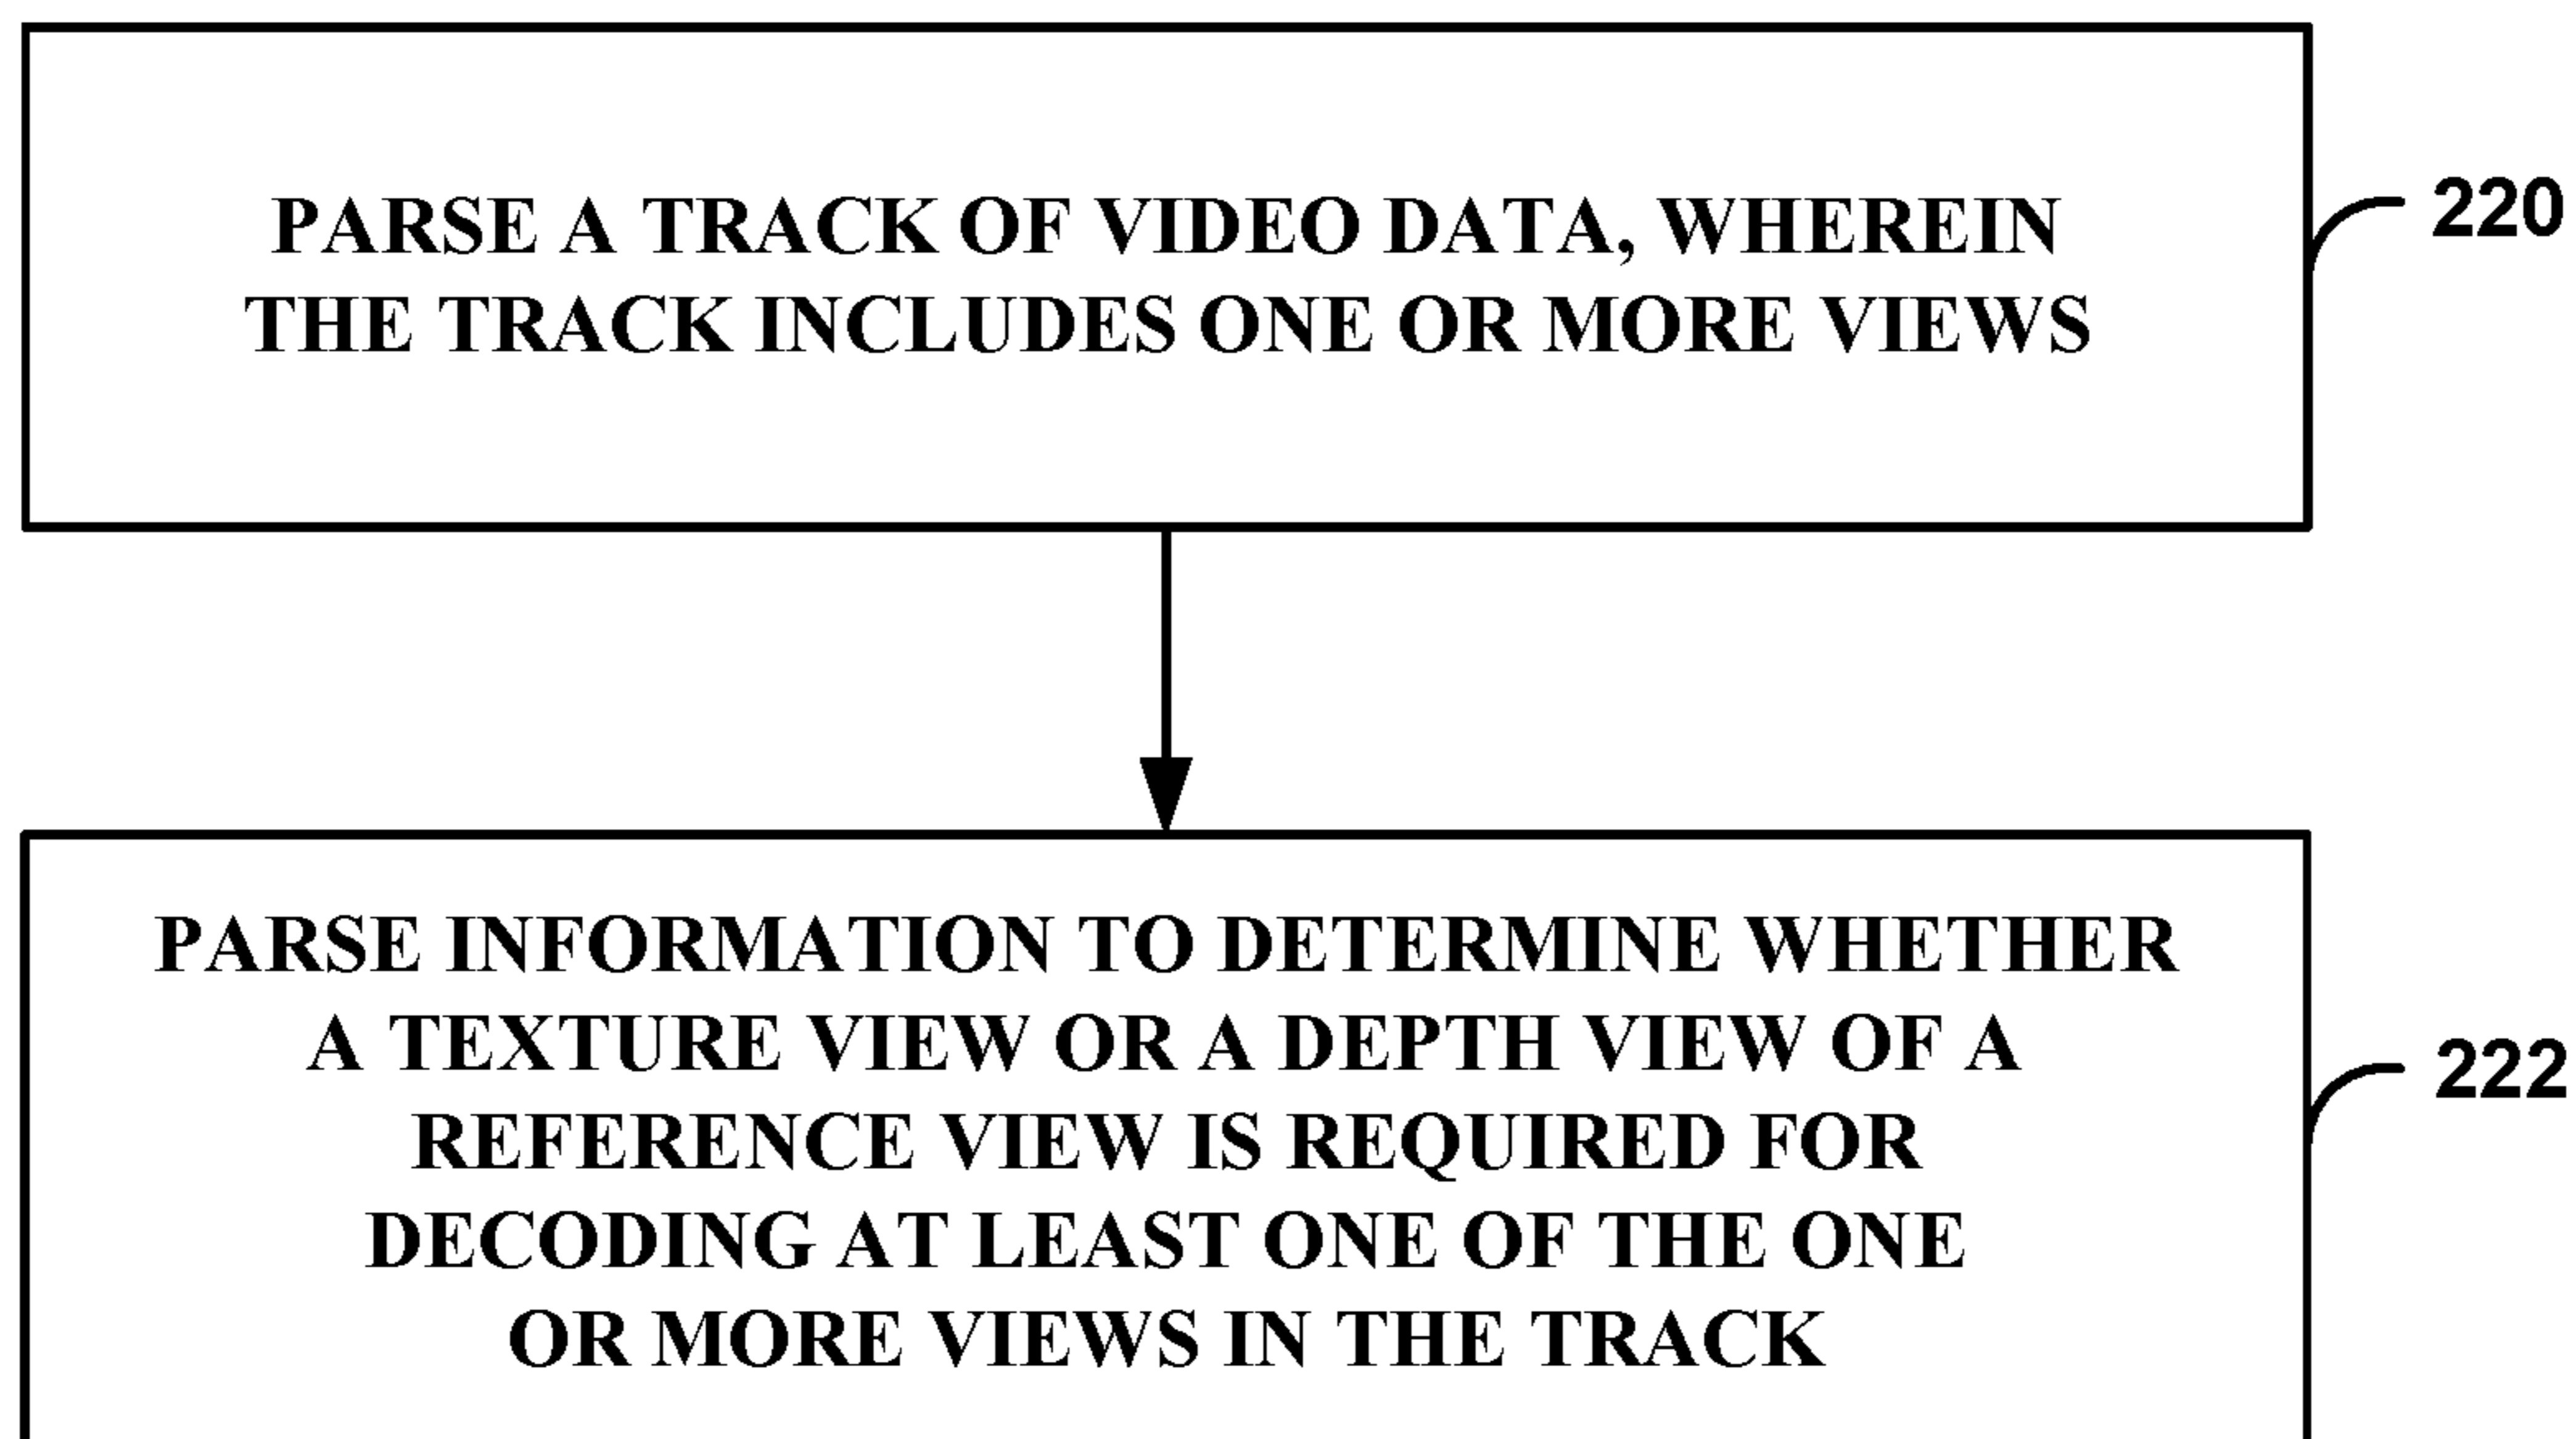 PARSE A TRACK OF VIDEO DATA, WHEREIN
THE TRACK INCLUDES ONE OR MORE VIEWS
220
PARSE INFORMATION TO DETERMINE WHETHER
A TEXTURE VIEW OR A DEPTH VIEW OF A
REFERENCE VIEW IS REQUIRED FOR
DECODING AT LEAST ONE OF THE ONE
OR MORE VIEWS IN THE TRACK
222